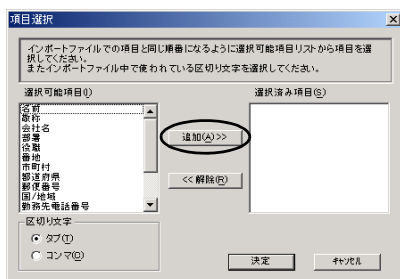 項目選択
インポートファイルでの項目と同じ順番になるように選択可能項目リストから項目を選
択してください。
またインポートファイル中で使われている区切り文字を選択してください。
選択可能項目(I)
選択済み項目(S)
名前
敬称
会社名
部署
役職
番地
市町村
都道府県
郵便番号
国/地域
勤務先電話番号
追加(A)>>
<<解除(R)
区切り文字
タブ(T)
コンマ(O)
決定
キャンセル